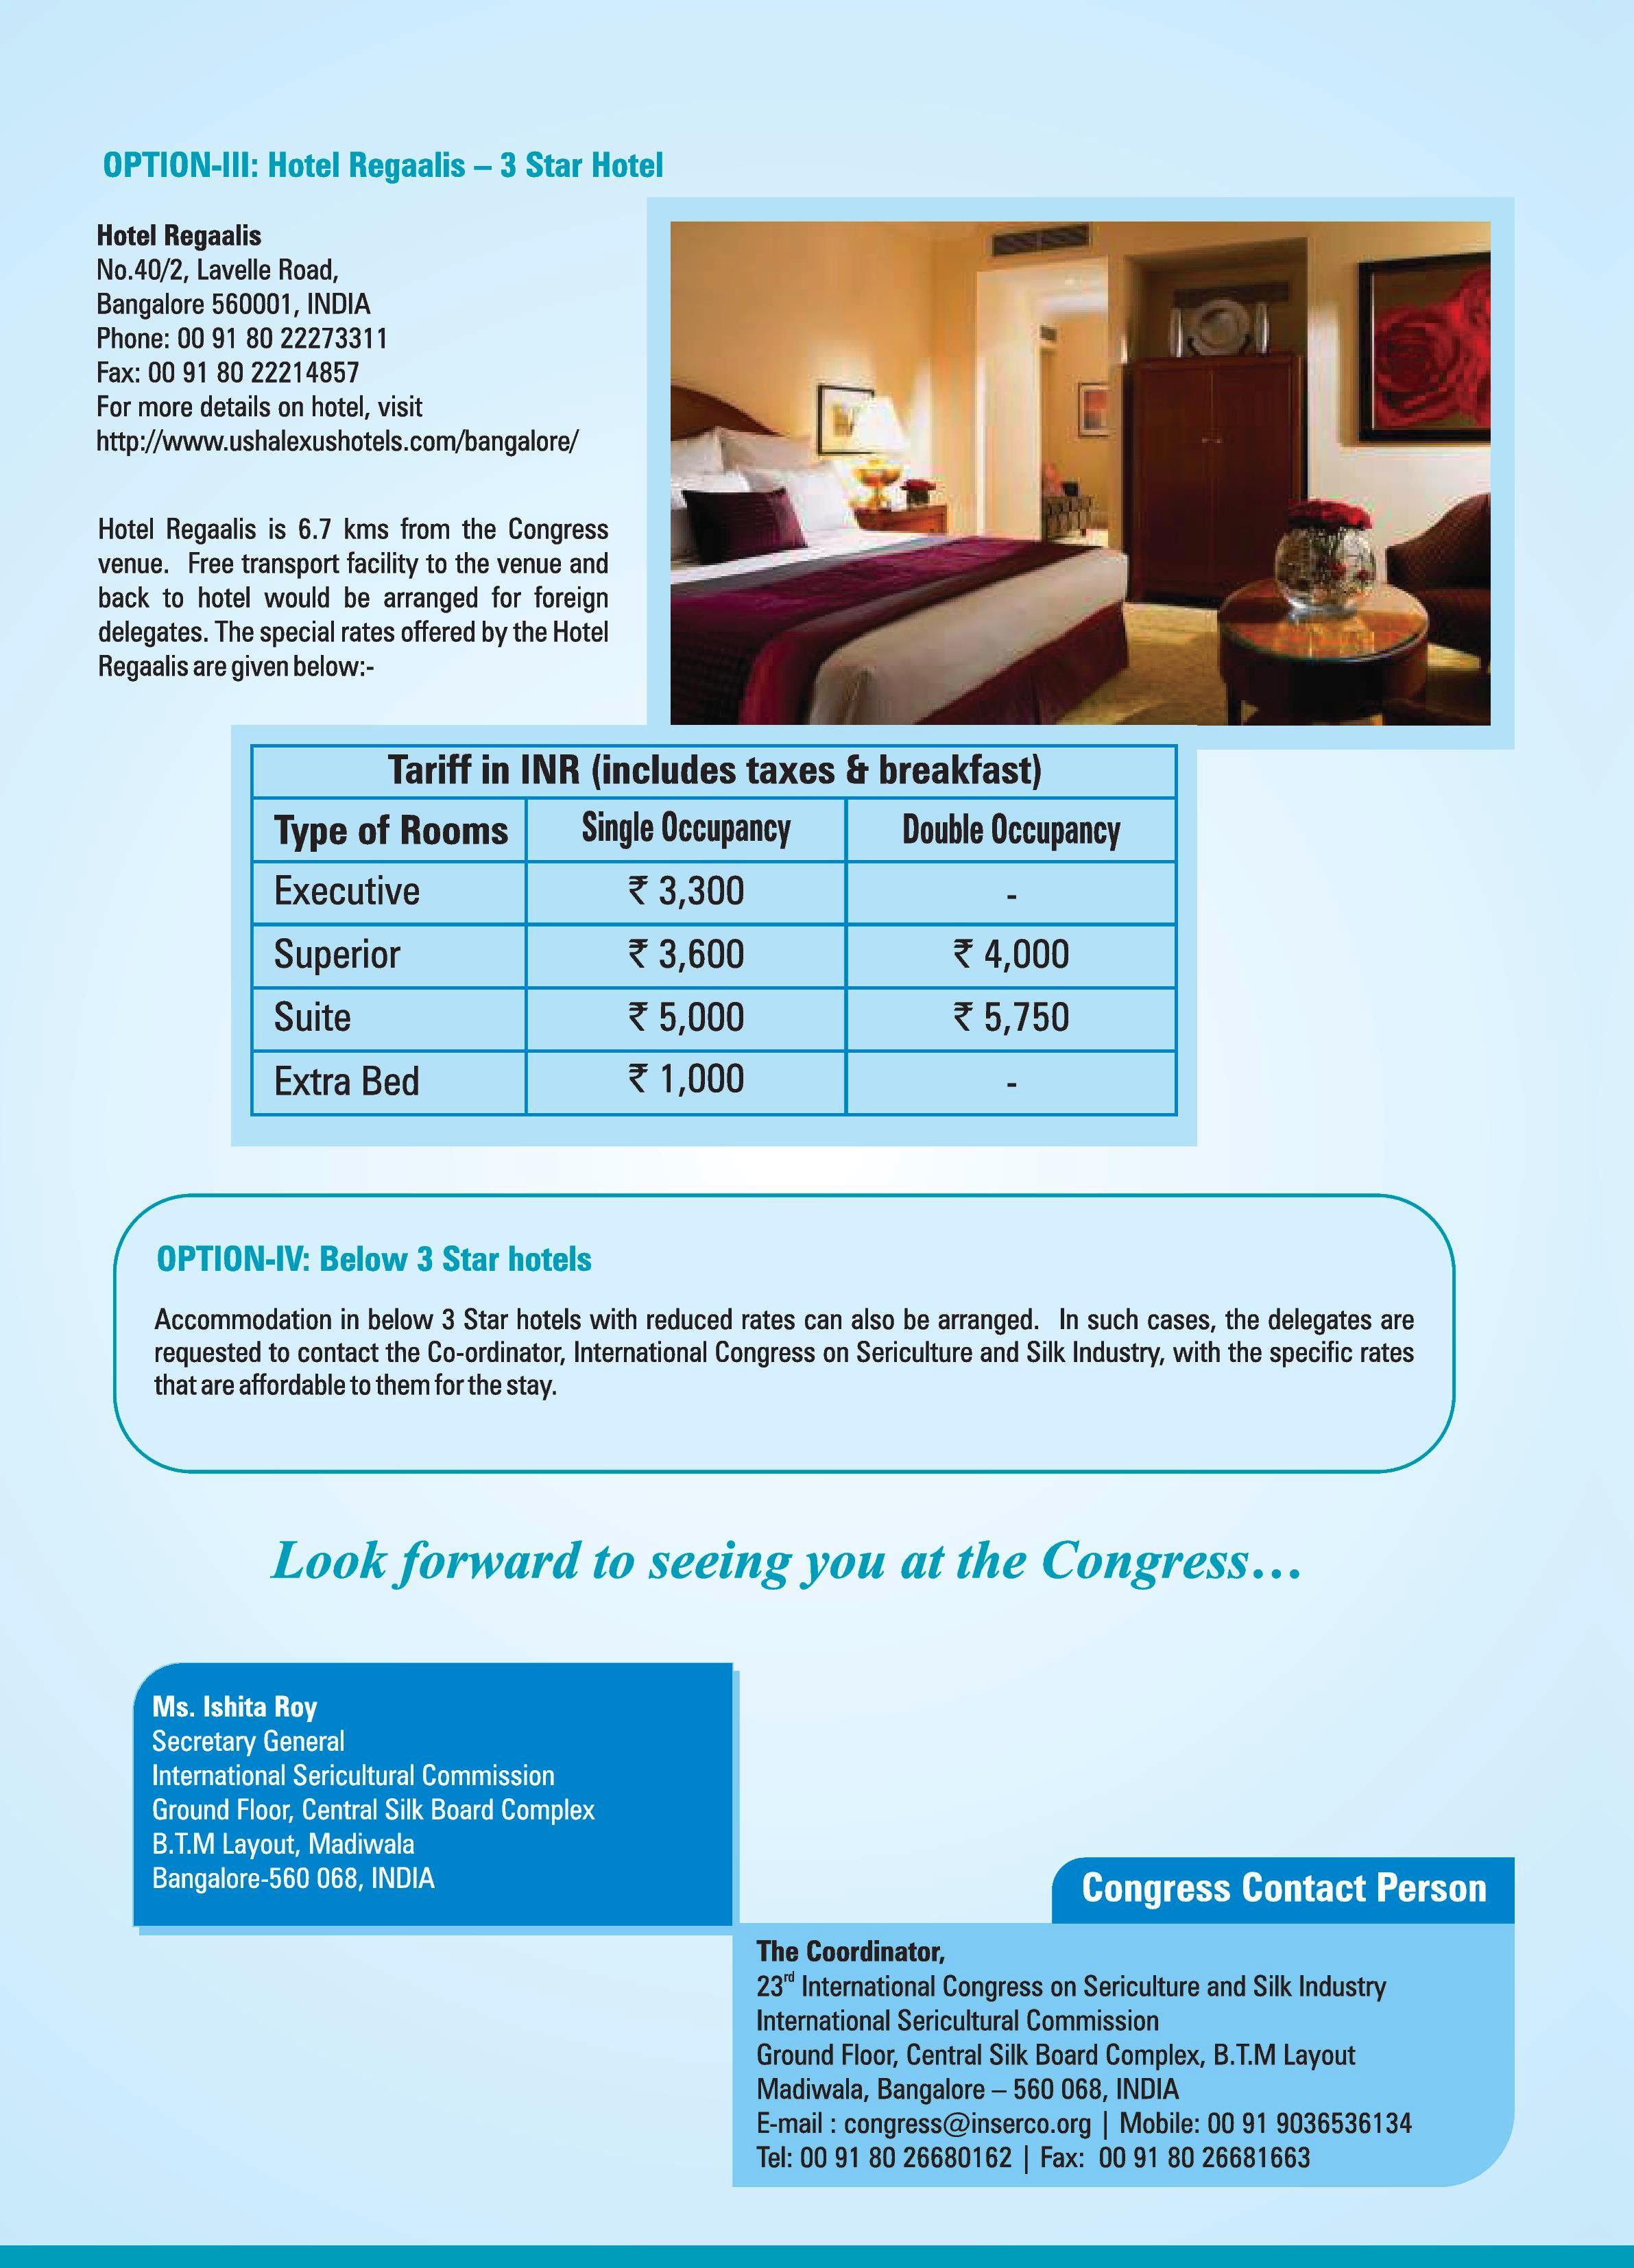 OPTION-III: Hotel Regaalis – 3 Star Hotel
Hotel Regaalis
No.40/2, Lavelle Road,
Bangalore 560001, INDIA
Phone: 00 91 80 22273311
Fax: 00 91 80 22214857
For more details on hotel, visit
http://www.ushalexushotels.com/bangalore/
Hotel Regaalis is 6.7 kms from the Congress
venue. Free transport facility to the venue and
back to hotel would be arranged for foreign
delegates. The special rates offered by the Hotel
Regaalis are given below:-
Tariff in INR (includes taxes & breakfast)
Type of Rooms Single Occupancy Double Occupancy
Executive ₹ 3,300 -
Superior ₹ 3,600 ₹ 4,000
Suite ₹ 5,000 ₹ 5,750
Extra Bed ₹ 1,000 -
OPTION-IV: Below 3 Star hotels
Accommodation in below 3 Star hotels with reduced rates can also be arranged. In such cases, the delegates are
requested to contact the Co-ordinator, International Congress on Sericulture and Silk Industry, with the specific rates
that are affordable to them for the stay.
Look forward to seeing you at the Congress…
Ms. Ishita Roy
Secretary General
International Sericultural Commission
Ground Floor, Central Silk Board Complex
B.T.M Layout, Madiwala
Bangalore-560 068, INDIA
Congress Contact Person
The Coordinator,
23rd International Congress on Sericulture and Silk Industry
International Sericultural Commission
Ground Floor, Central Silk Board Complex, B.T.M Layout
Madiwala, Bangalore – 560 068, INDIA
E-mail : congress@inserco.org | Mobile: 00 91 9036536134
Tel: 00 91 80 26680162 | Fax: 00 91 80 26681663